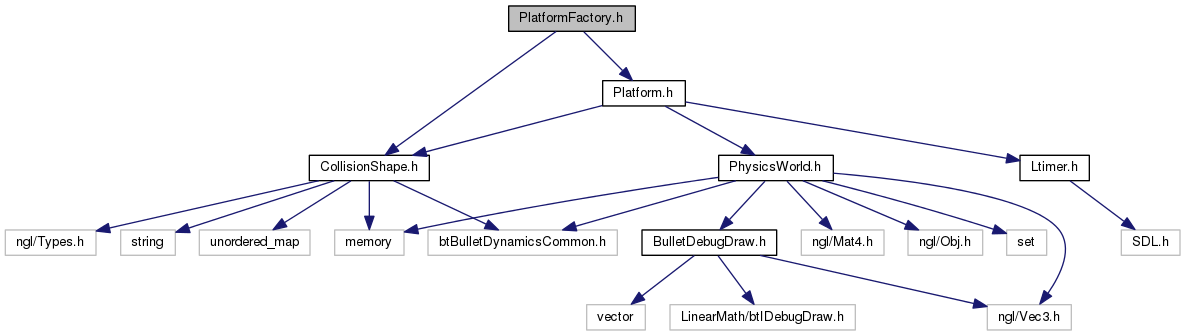 PlatformFactory.h
Platform.h
CollisionShape.h
PhysicsWorld.h
Ltimer.h
ngl/Types.h
string
unordered_map
memory
btBulletDynamicsCommon.h
BulletDebugDraw.h
ngl/Mat4.h
ngl/Obj.h
set
SDL.h
vector
LinearMath/btIDebugDraw.h
ngl/Vec3.h